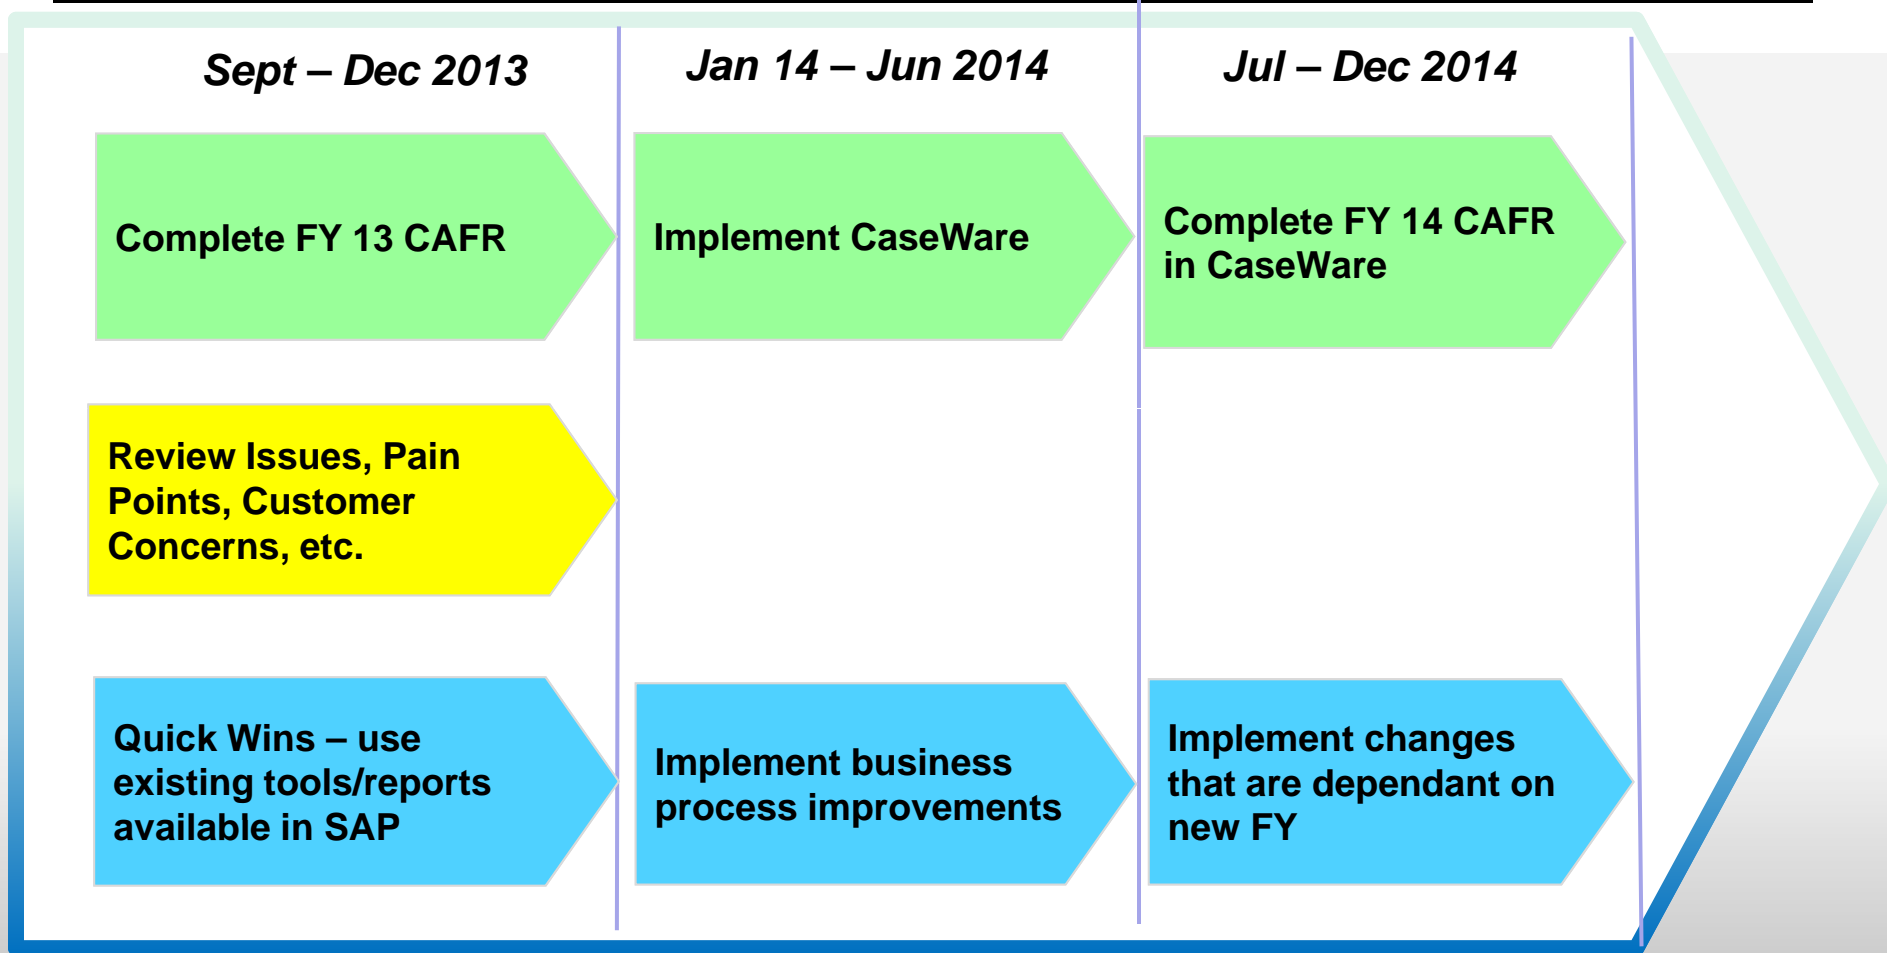 Sept – Dec 2013
Jan 14 – Jun 2014
Jul – Dec 2014
Complete FY 13 CAFR
Implement CaseWare
Complete FY 14 CAFR
in CaseWare
Review Issues, Pain
Points, Customer
Concerns, etc.
Quick Wins – use
existing tools/reports
available in SAP
Implement business
process improvements
Implement changes
that are dependant on
new FY